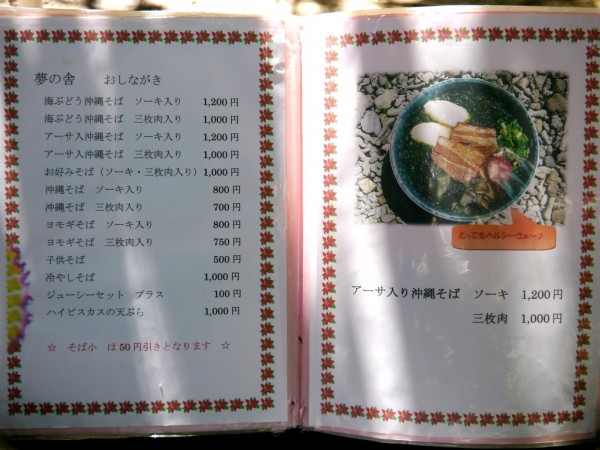 夢の舎 おしながき
海ぶどう沖縄そば ソーキ入り 1,200円
海ぶどう沖縄そば 三枚肉入り 1,000円
アーサ入沖縄そば ソーキ入り 1,200円
アーサ入沖縄そば 三枚肉入り 1,000円
お好みそば(ソーキ・三枚肉入り)1,000円
沖縄そば ソーキ入り 800円
沖縄そば 三枚肉入り 700円
ヨモギそば ソーキ入り 800円
ヨモギそば 三枚肉入り 750円
子供そば 500円
冷やしそば 1,000円
ジューシーセット プラス 100円
ハイビスカスの天ぷら 1,000円
☆ そば小 は50円引きとなります ☆
とってもヘルシーさぁ～♪
アーサ入り沖縄そば ソーキ 1,200円
三枚肉 1,000円